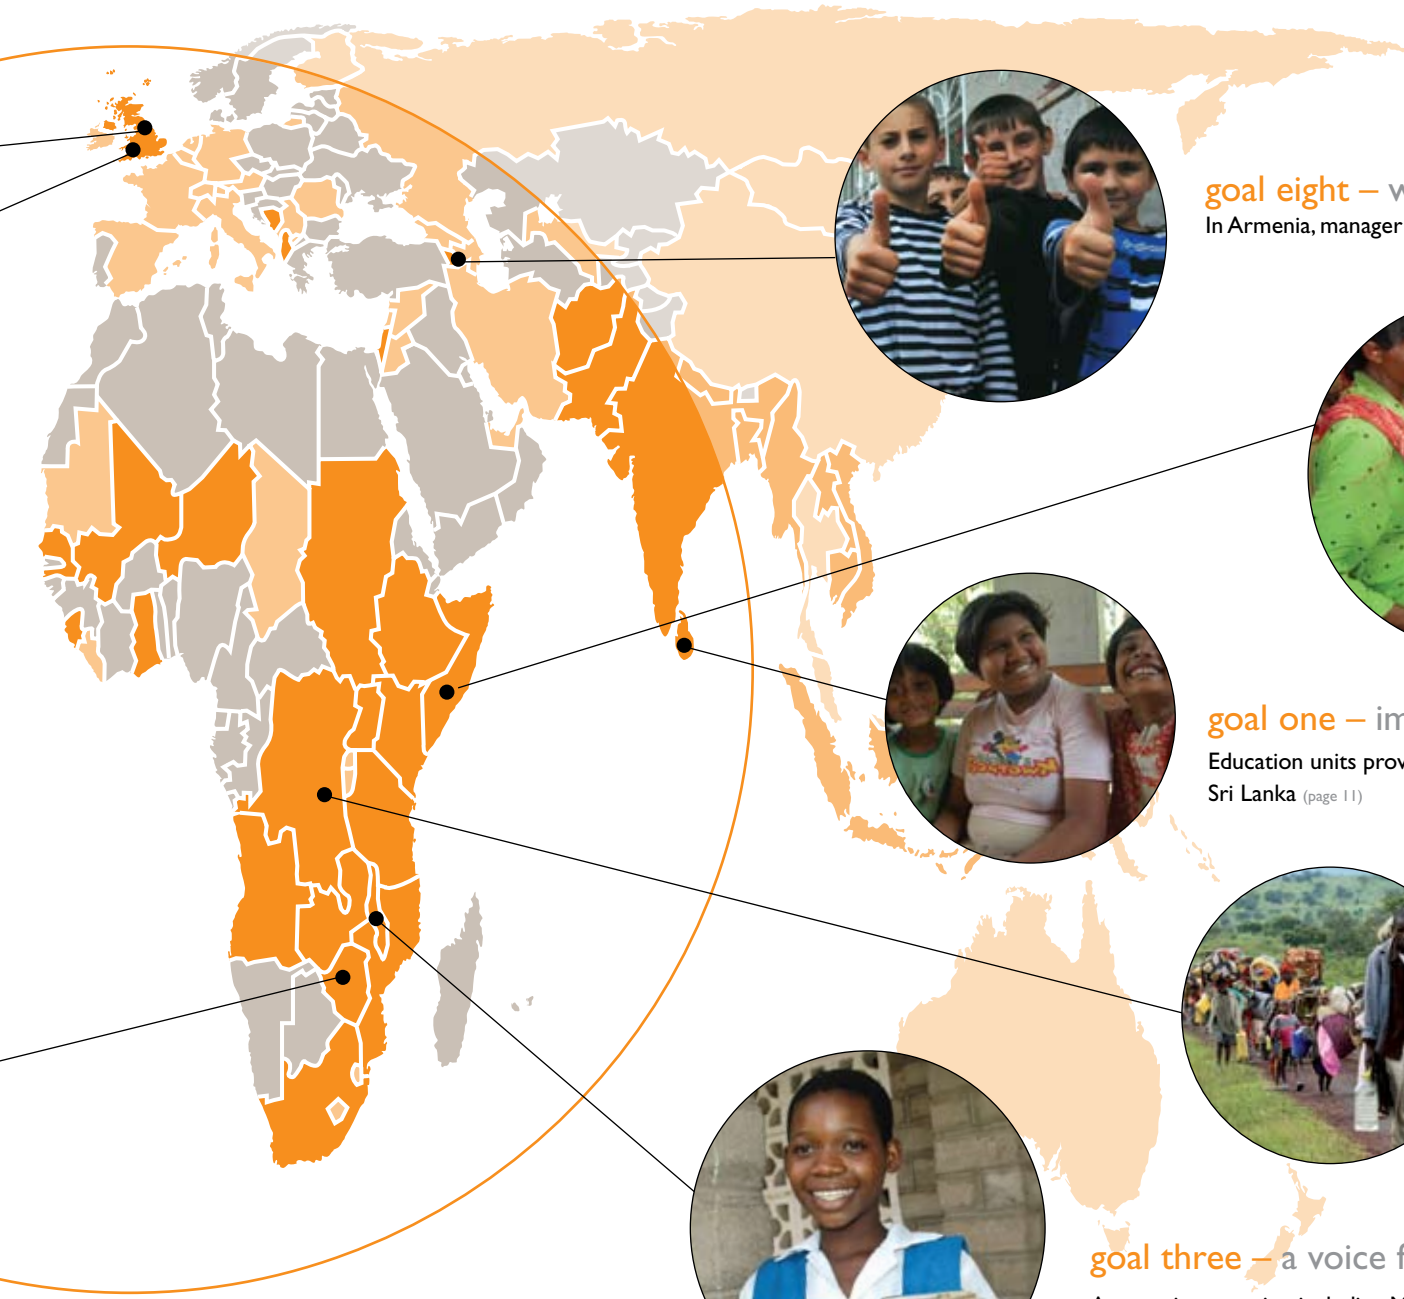 goal eight –
In Armenia, manager
goal one –
Education units prov
Sri Lanka (page 11)
goal three – a voice f